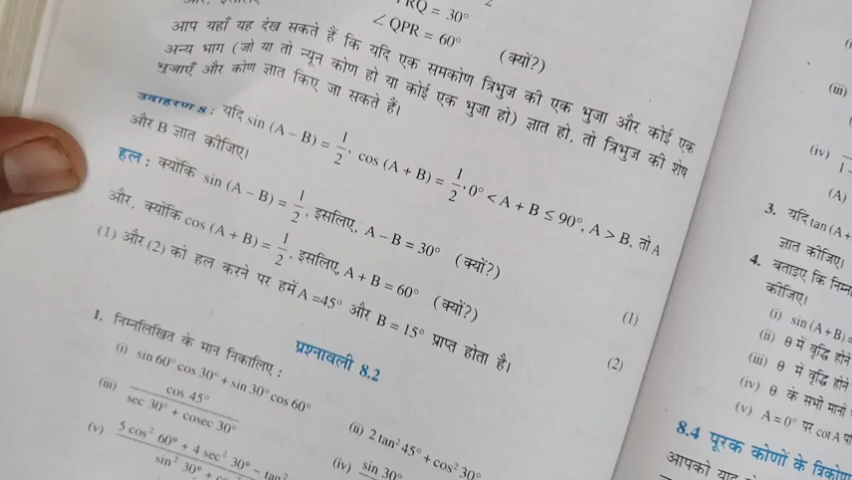 ∠ QPR = 60° (क्यों?)
आप यहाँ यह देख सकते हैं कि यदि एक समकोण त्रिभुज की एक भुजा और कोई एक
अन्य भाग (जो या तो न्यून कोण हो या कोई एक भुजा हो) ज्ञात हो, तो त्रिभुज की शेष
भुजाएँ और कोण ज्ञात किए जा सकते हैं।
उदाहरण 8 : यदि sin (A – B) = 1/2, cos (A + B) = 1/2, 0° < A + B ≤ 90°, A > B, तो A
और B ज्ञात कीजिए।
हल : क्योंकि sin (A – B) = 1/2, इसलिए, A – B = 30° (क्यों?) (1)
और, क्योंकि cos (A + B) = 1/2, इसलिए, A + B = 60° (क्यों?) (2)
(1) और (2) को हल करने पर हमें A = 45° और B = 15° प्राप्त होता है।
प्रश्नावली 8.2
1. निम्नलिखित के मान निकालिए :
(i) sin 60° cos 30° + sin 30° cos 60°
(ii) 2 tan² 45° + cos² 30°
(iii) cos 45° / sec 30° + cosec 30°
(iv) sin 30°
(v) 5 cos² 60° + 4 sec² 30° – tan²
sin² 30° +
(iii)
(iv)
(A)
3. यदि tan (A +
ज्ञात कीजिए।
4. बताइए कि निम्न
कीजिए।
(i) sin (A + B) =
(ii) θ में वृद्धि होने
(iii) θ में वृद्धि होने
(iv) θ के सभी मानों
(v) A = 0° पर cot A
8.4 पूरक कोणों के त्रिकोण
आपको याद